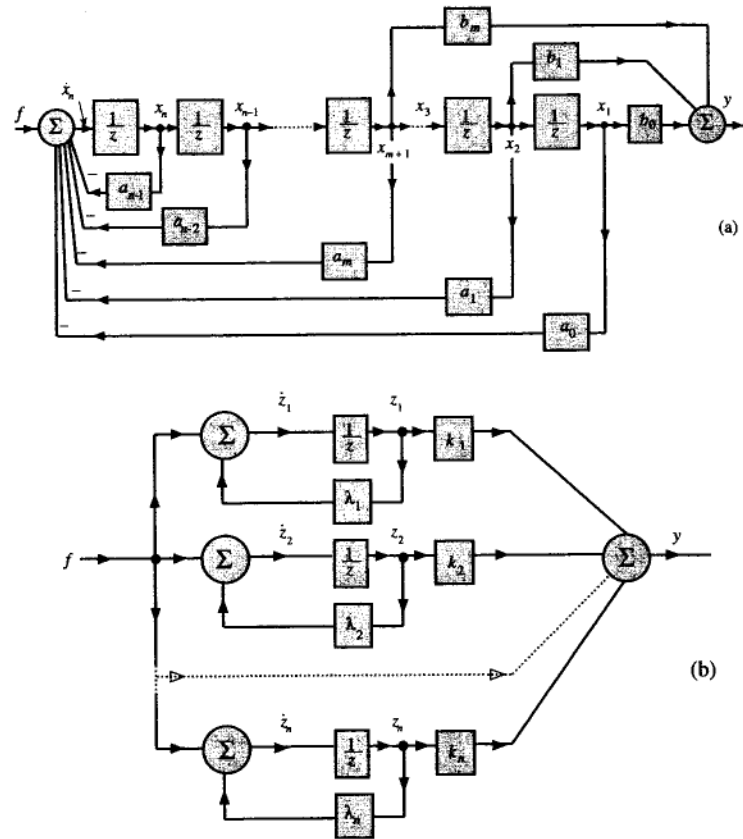 b_m
b_1
f Σ ẋ_n 1/z x_n 1/z x_{n-1} 1/z x_{m+1} x_3 1/z x_2 1/z x_1 b_0 Σ y
− a_{n-1}
− a_{n-2}
− a_m
− a_1
− a_0
(a)
Σ ż_1 1/z z_1 k_1
λ_1
f Σ ż_2 1/z z_2 k_2 Σ y
λ_2
(b)
Σ ż_n 1/z z_n k_n
λ_n